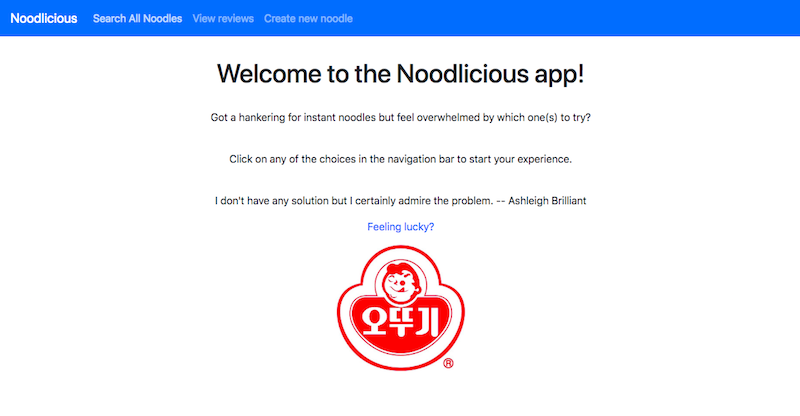 Noodlicious Search All Noodles View reviews Create new noodle
Welcome to the Noodlicious app!
Got a hankering for instant noodles but feel overwhelmed by which one(s) to try?
Click on any of the choices in the navigation bar to start your experience.
I don't have any solution but I certainly admire the problem. -- Ashleigh Brilliant
Feeling lucky?
오뚜기
®